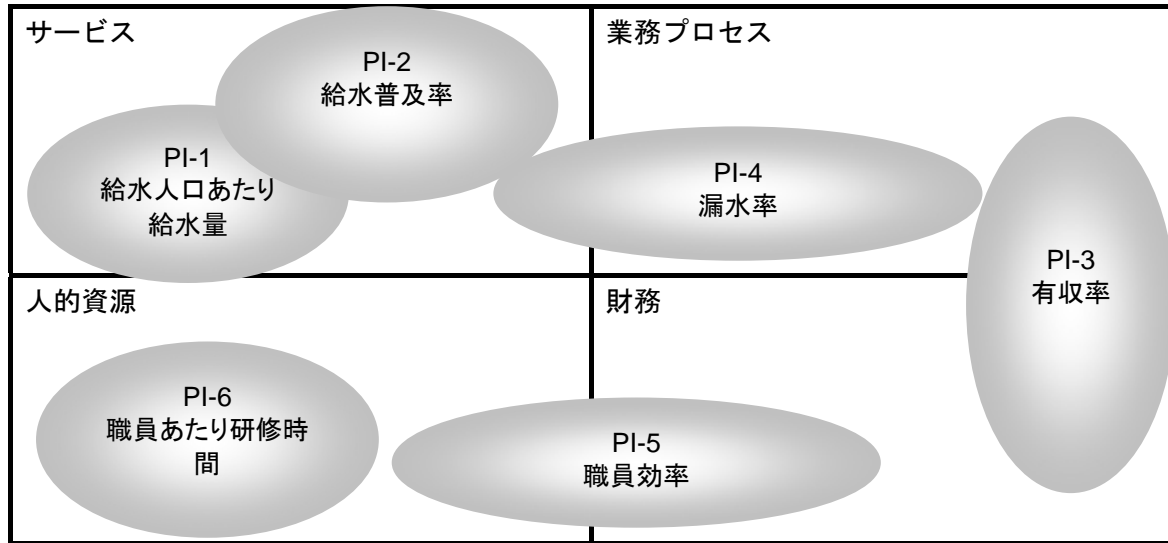 サービス
PI-2
給水普及率
PI-1
給水人口あたり
給水量
業務プロセス
PI-4
漏水率
PI-3
有収率
人的資源
PI-6
職員あたり研修時
間
財務
PI-5
職員効率